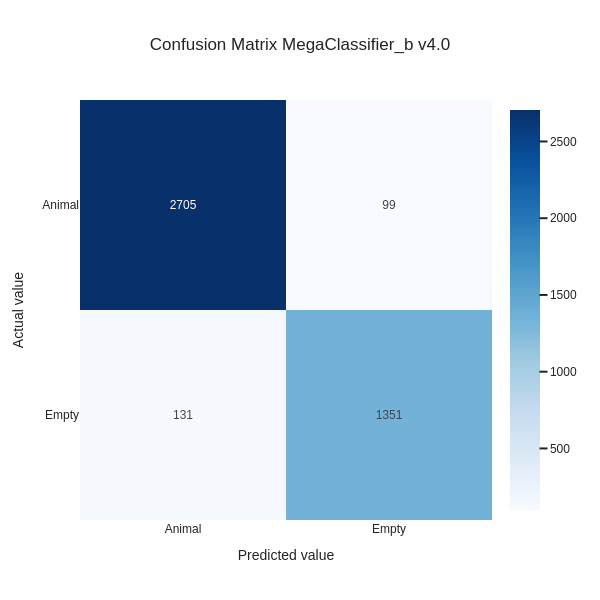 Confusion Matrix MegaClassifier_b v4.0
Animal
2705
99
2500
2000
Actual value
1500
1000
Empty
131
1351
500
Animal
Empty
Predicted value